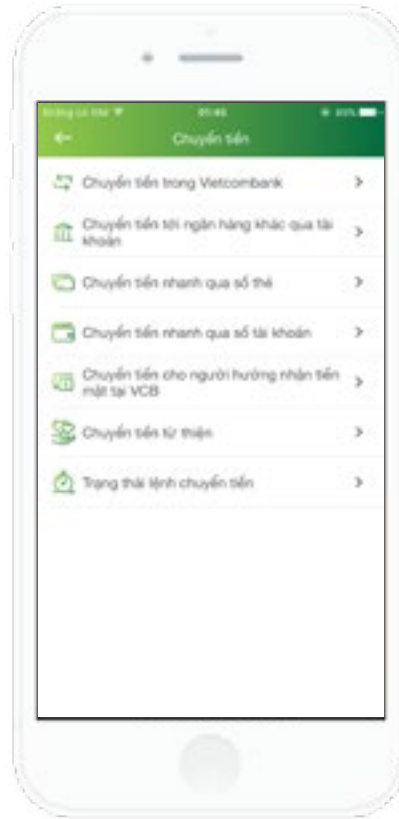 Chuyển tiền
Chuyển tiền trong Vietcombank
Chuyển tiền tới ngân hàng khác qua tài
khoản
Chuyển tiền nhanh qua số thẻ
Chuyển tiền nhanh qua số tài khoản
Chuyển tiền cho người hưởng nhận tiền
mặt tại VCB
Chuyển tiền từ thiện
Trạng thái lệnh chuyển tiền